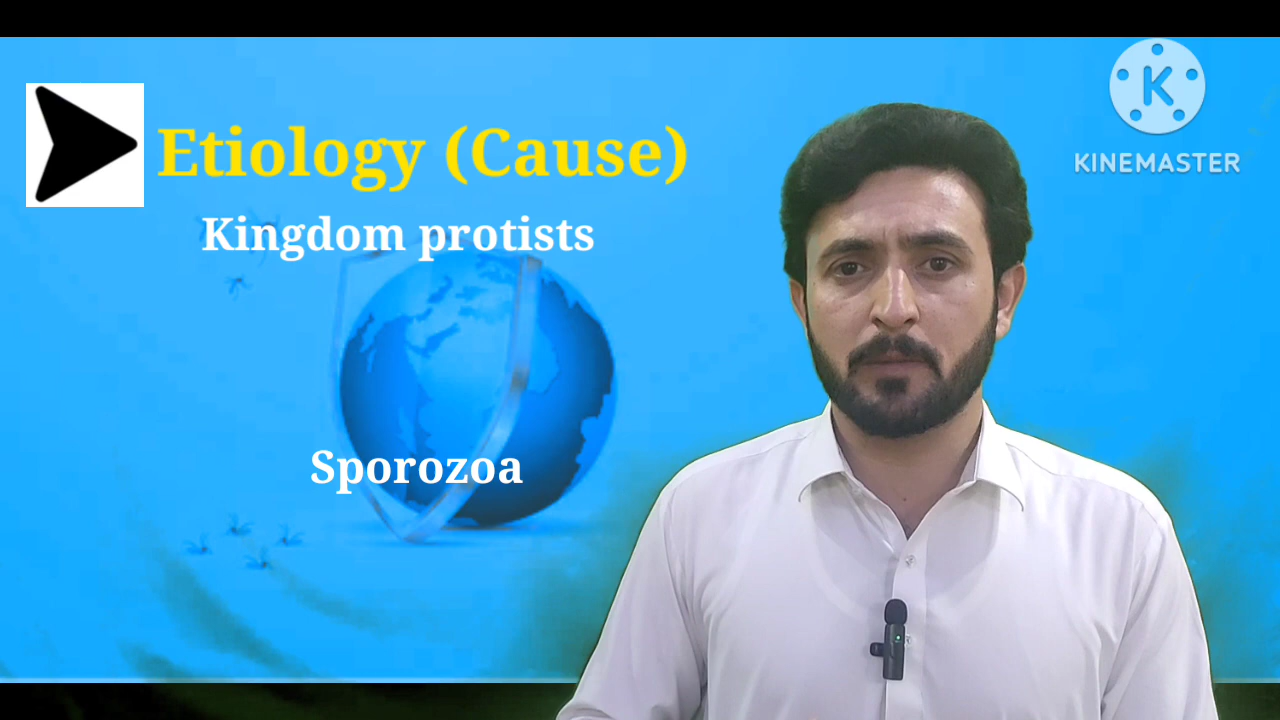 Etiology (Cause)
Kingdom protists
Sporozoa
K
KINEMASTER